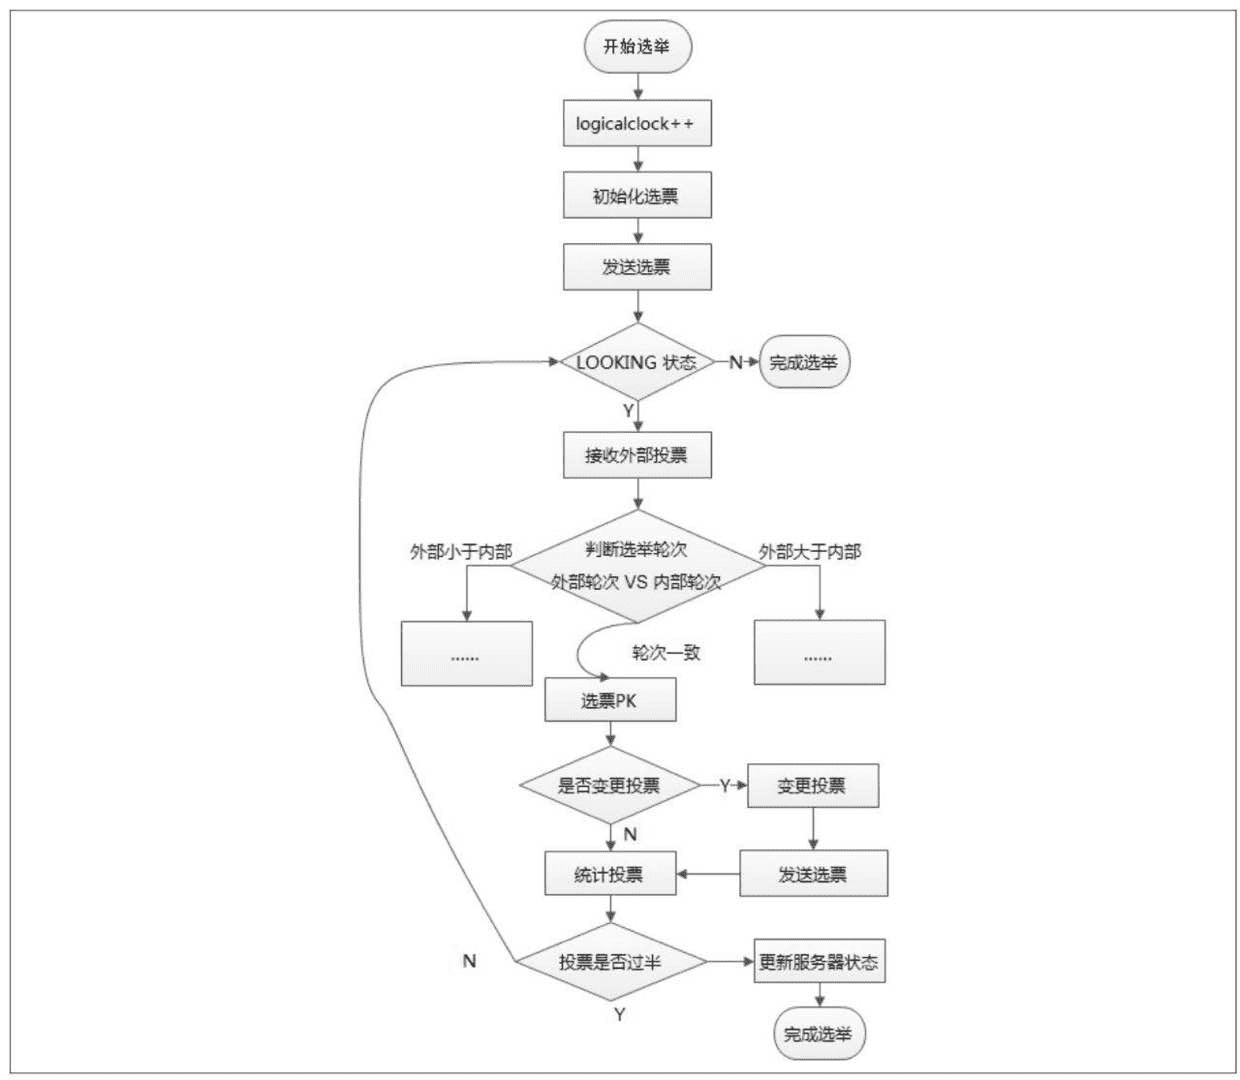 开始选举
logicalclock++
初始化选票
发送选票
LOOKING 状态
N
完成选举
Y
接收外部投票
外部小于内部
判断选举轮次
外部轮次 VS 内部轮次
外部大于内部
......
......
轮次一致
选票PK
是否变更投票
Y
变更投票
N
统计投票
发送选票
N
投票是否过半
更新服务器状态
Y
完成选举